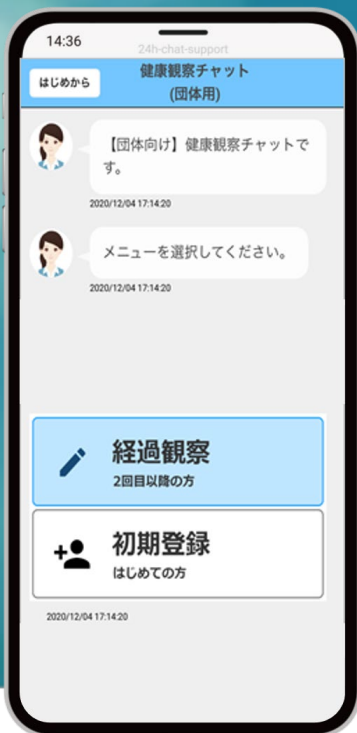 14:36
24h-chat-support
はじめから
健康観察チャット
(団体用)
【団体向け】健康観察チャットで
す。
2020/12/04 17:14:20
メニューを選択してください。
2020/12/04 17:14:20
経過観察
2回目以降の方
初期登録
はじめての方
2020/12/04 17:14:20